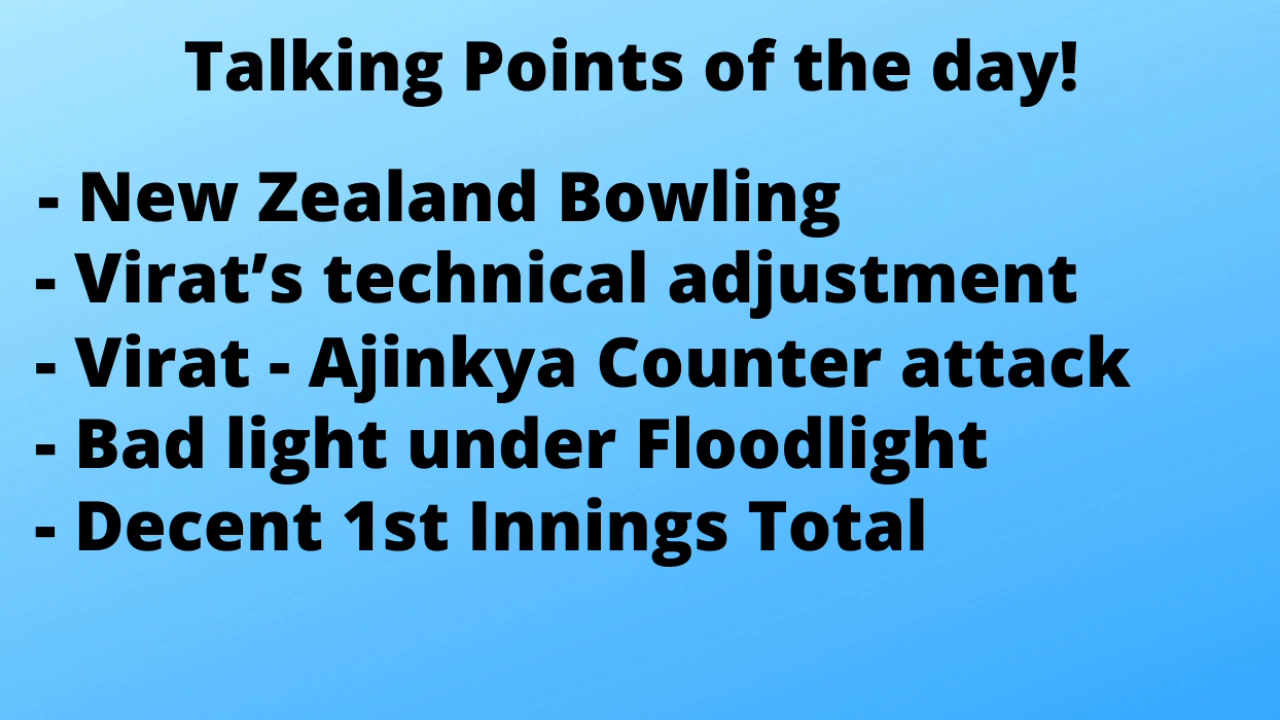 Talking Points of the day!
- New Zealand Bowling
- Virat’s technical adjustment
- Virat - Ajinkya Counter attack
- Bad light under Floodlight
- Decent 1st Innings Total